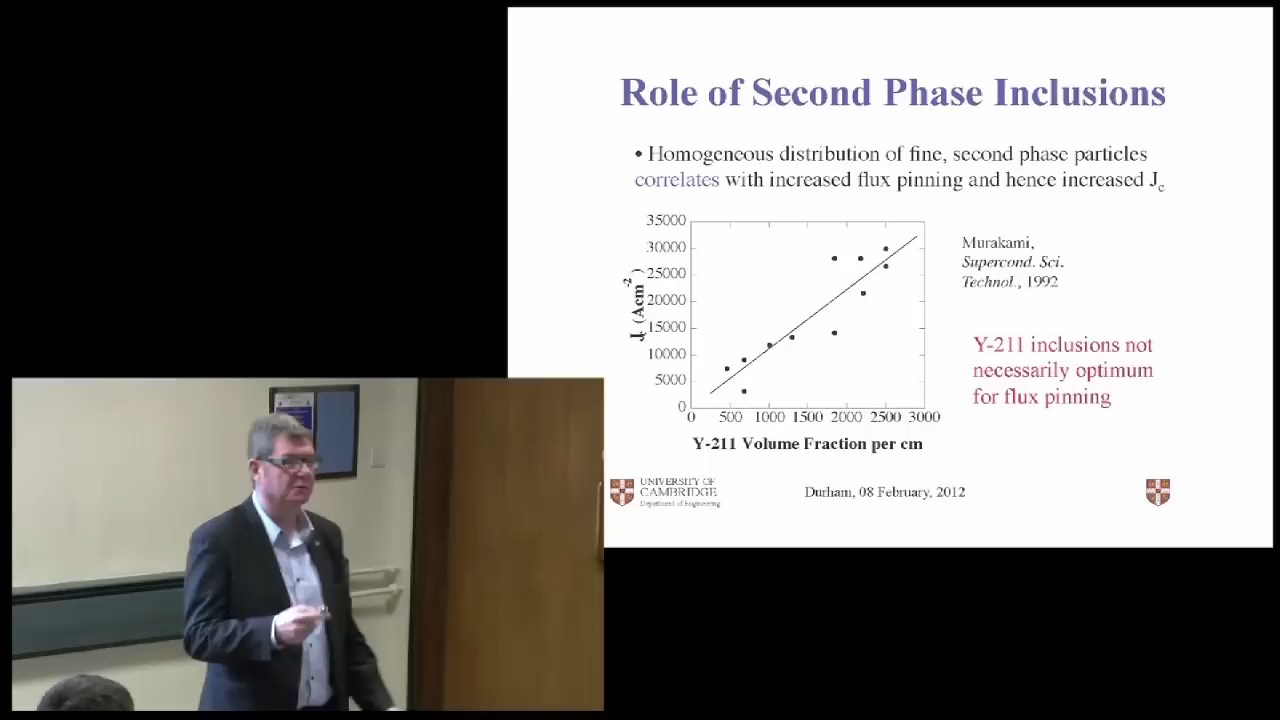 Role of Second Phase Inclusions
• Homogeneous distribution of fine, second phase particles
correlates with increased flux pinning and hence increased Jc
35000
30000
25000
20000
15000
10000
5000
0
Jc (Acm-2)
0 500 1000 1500 2000 2500 3000
Y-211 Volume Fraction per cm
Murakami,
Supercond. Sci.
Technol., 1992
Y-211 inclusions not
necessarily optimum
for flux pinning
UNIVERSITY OF
CAMBRIDGE
Department of Engineering
Durham, 08 February, 2012